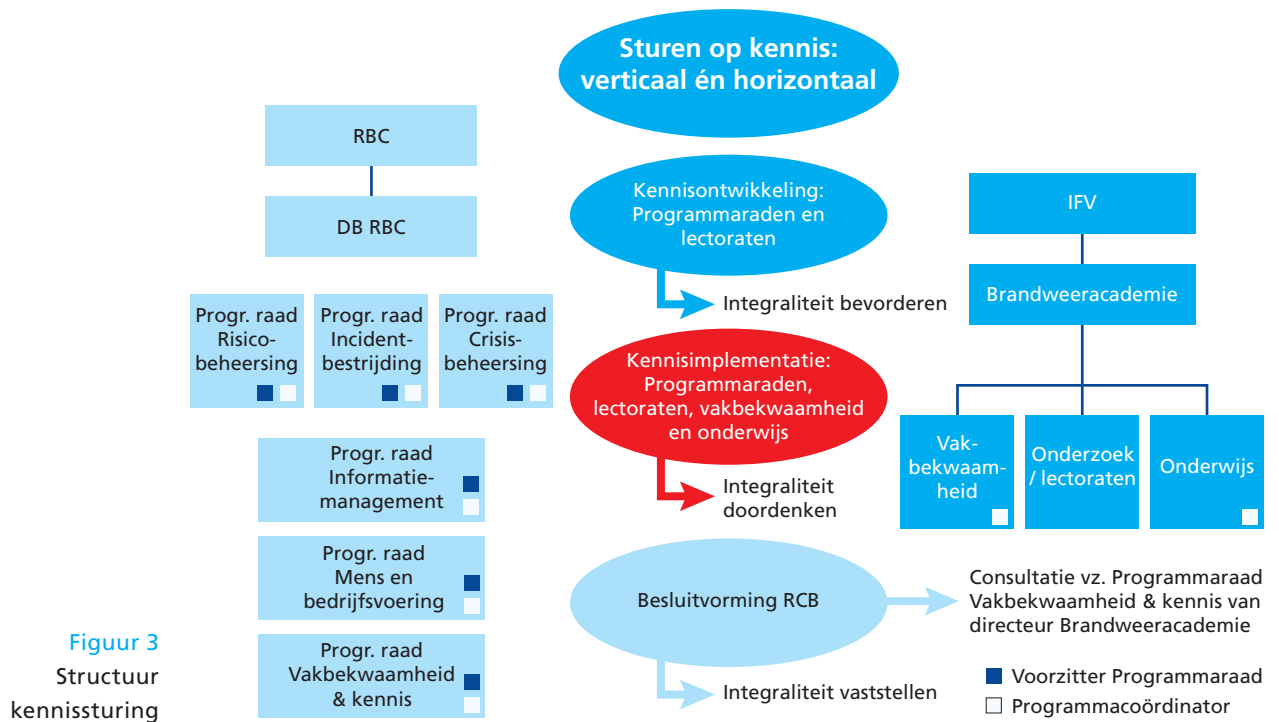 Sturen op kennis:
verticaal én horizontaal
RBC
DB RBC
Progr. raad
Risico-
beheersing
Progr. raad
Incident-
bestrijding
Progr. raad
Crisis-
beheersing
Progr. raad
Informatie-
management
Progr. raad
Mens en
bedrijfsvoering
Progr. raad
Vakbekwaamheid
& kennis
Kennisontwikkeling:
Programmaraden en
lectoraten
Integraliteit bevorderen
Kennisimplementatie:
Programmaraden,
lectoraten, vakbekwaamheid
en onderwijs
Integraliteit
doordenken
Besluitvorming RCB
Integraliteit vaststellen
IFV
Brandweeracademie
Vak-
bekwaam-
heid
Onderzoek
/ lectoraten
Onderwijs
Consultatie vz. Programmaraad
Vakbekwaamheid & kennis van
directeur Brandweeracademie
Voorzitter Programmaraad
Programmacoördinator
Figuur 3
Structuur
kennissturing